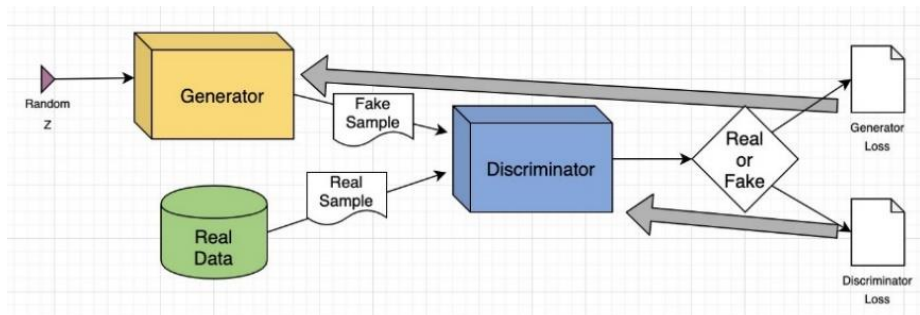 Random
Z
Generator
Fake
Sample
Real
Sample
Real
Data
Discriminator
Real
or
Fake
Generator
Loss
Discriminator
Loss